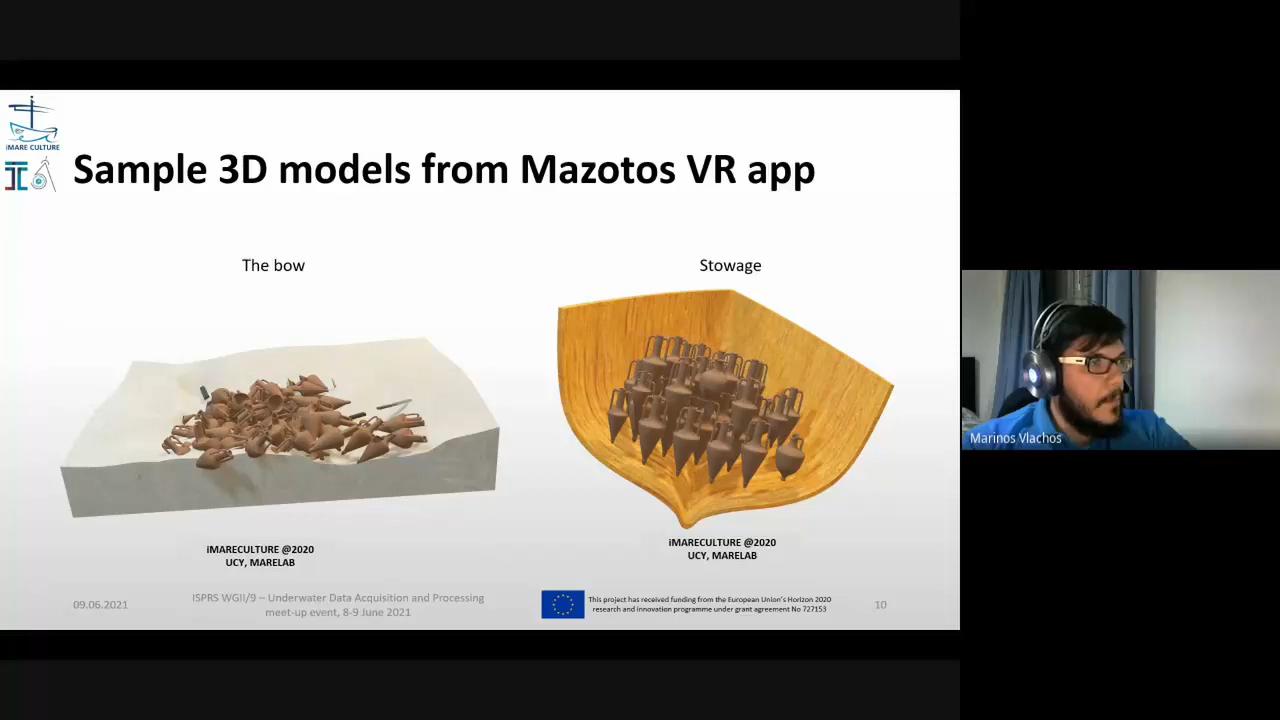 iMARE CULTURE
Sample 3D models from Mazotos VR app
The bow
Stowage
iMARECULTURE @2020
UCY, MARELAB
iMARECULTURE @2020
UCY, MARELAB
09.06.2021
ISPRS WGII/9 – Underwater Data Acquisition and Processing
meet-up event, 8-9 June 2021
This project has received funding from the European Union's Horizon 2020
research and innovation programme under grant agreement No 727153
10
Marinos Vlachos